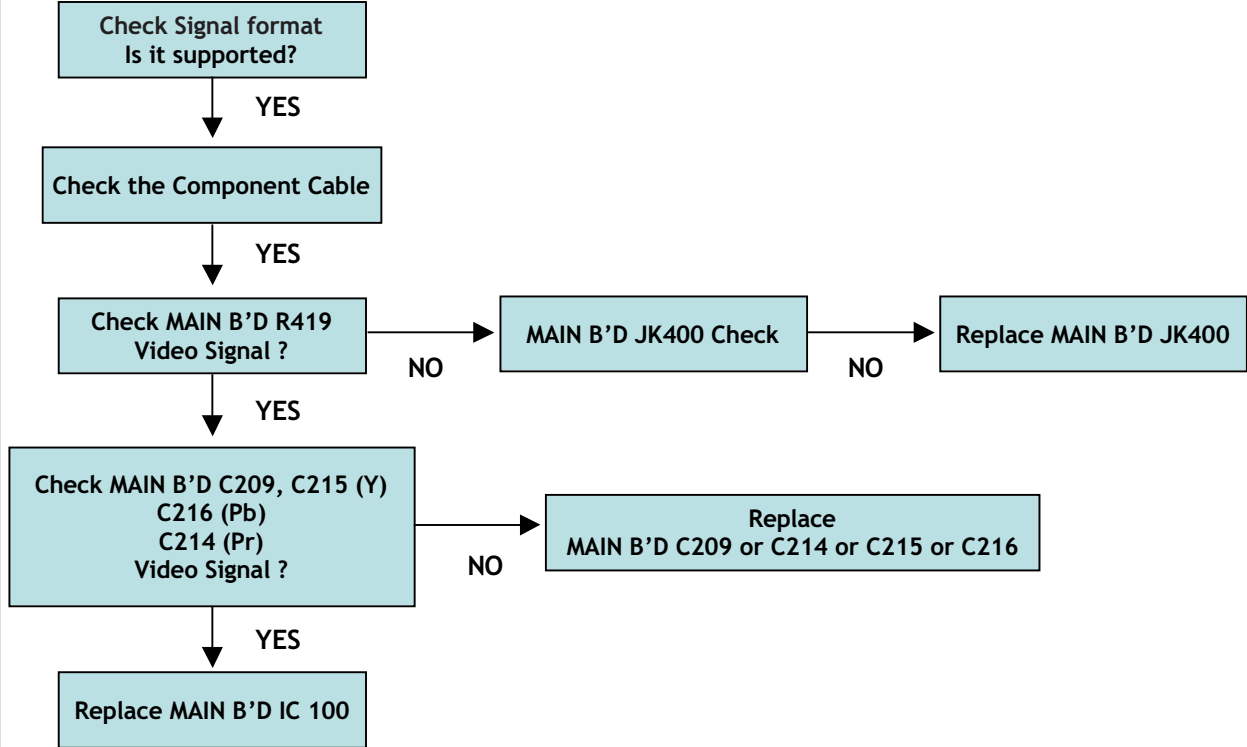 Check Signal format
Is it supported?
YES
Check the Component Cable
YES
Check MAIN B’D R419
Video Signal ?
NO
MAIN B’D JK400 Check
NO
Replace MAIN B’D JK400
YES
Check MAIN B’D C209, C215 (Y)
C216 (Pb)
C214 (Pr)
Video Signal ?
NO
Replace
MAIN B’D C209 or C214 or C215 or C216
YES
Replace MAIN B’D IC 100